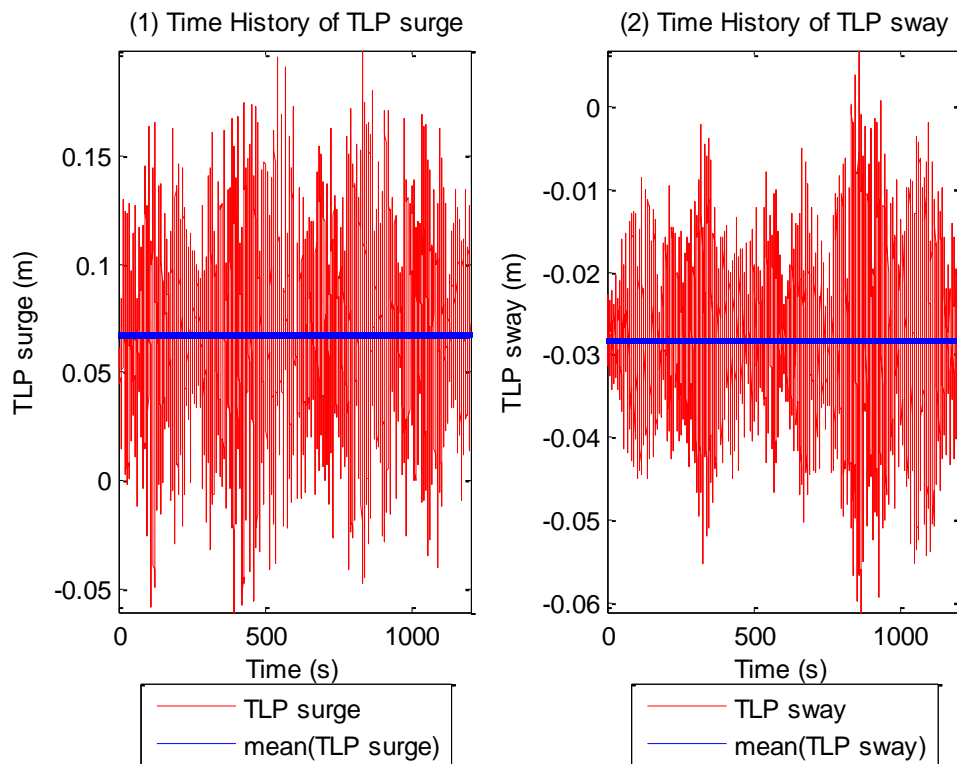 (1) Time History of TLP surge
0.15
0.1
0.05
0
-0.05
TLP surge (m)
0
500
1000
Time (s)
TLP surge
mean(TLP surge)
(2) Time History of TLP sway
0
-0.01
-0.02
-0.03
-0.04
-0.05
-0.06
TLP sway (m)
0
500
1000
Time (s)
TLP sway
mean(TLP sway)